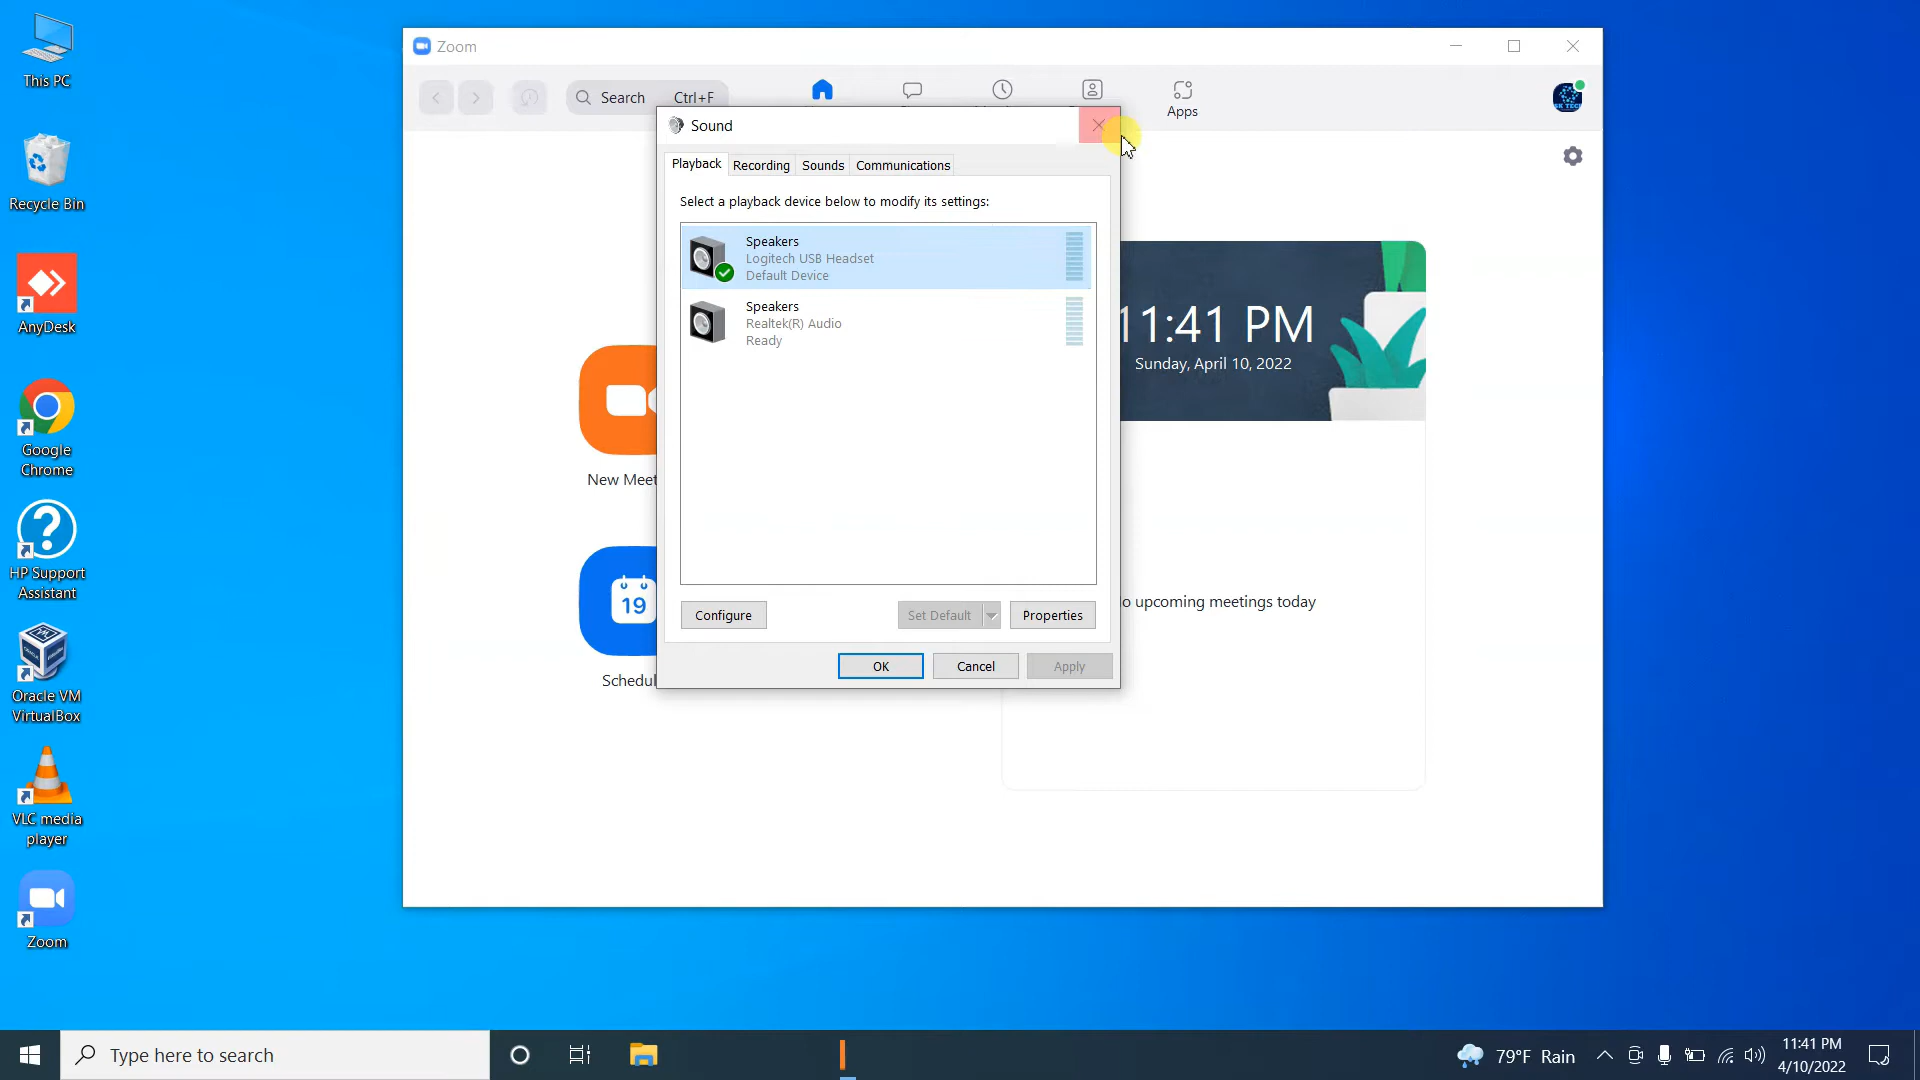 This PC
Recycle Bin
AnyDesk
Google
Chrome
HP Support
Assistant
Oracle VM
VirtualBox
VLC media
player
Zoom
Zoom
Search Ctrl+F
Apps
SK TECH
Sound
Playback Recording Sounds Communications
Select a playback device below to modify its settings:
Speakers
Logitech USB Headset
Default Device
Speakers
Realtek(R) Audio
Ready
Configure Set Default Properties
OK Cancel Apply
New Meet
19
Schedul
11:41 PM
Sunday, April 10, 2022
o upcoming meetings today
Type here to search
79°F Rain
11:41 PM
4/10/2022